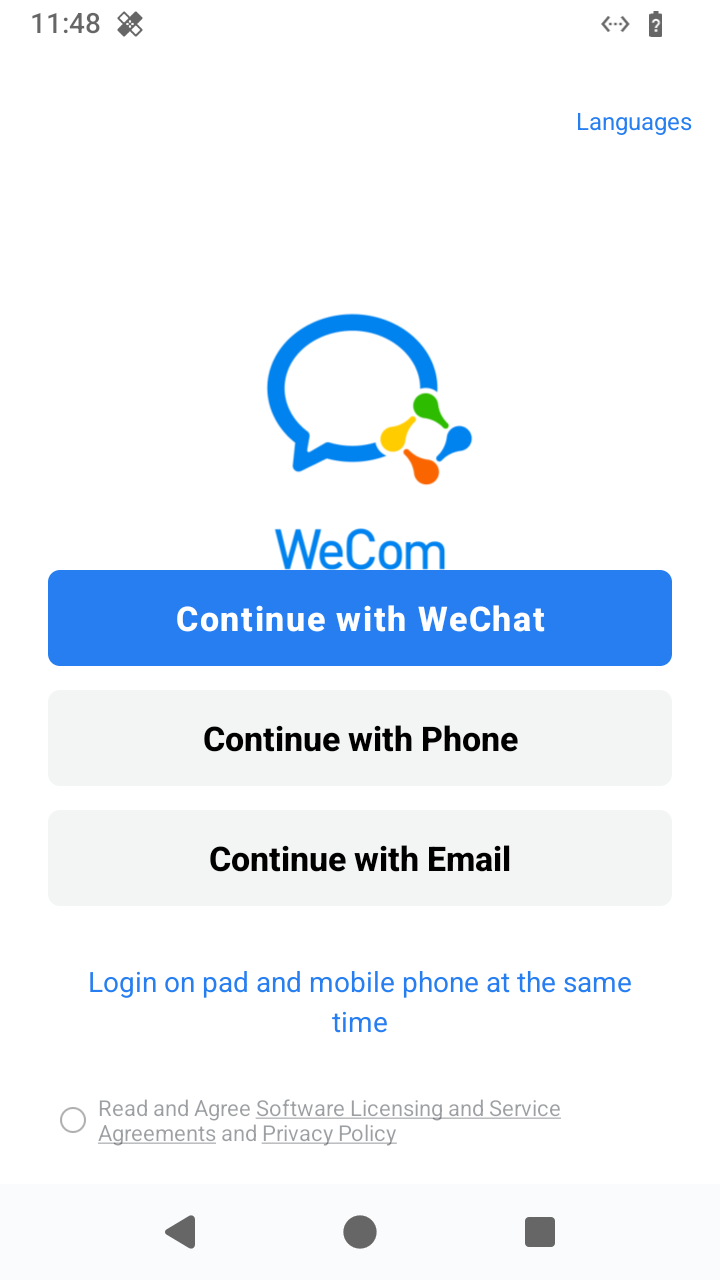 11:48
Languages
WeCom
Continue with WeChat
Continue with Phone
Continue with Email
Login on pad and mobile phone at the same
time
Read and Agree Software Licensing and Service
Agreements and Privacy Policy